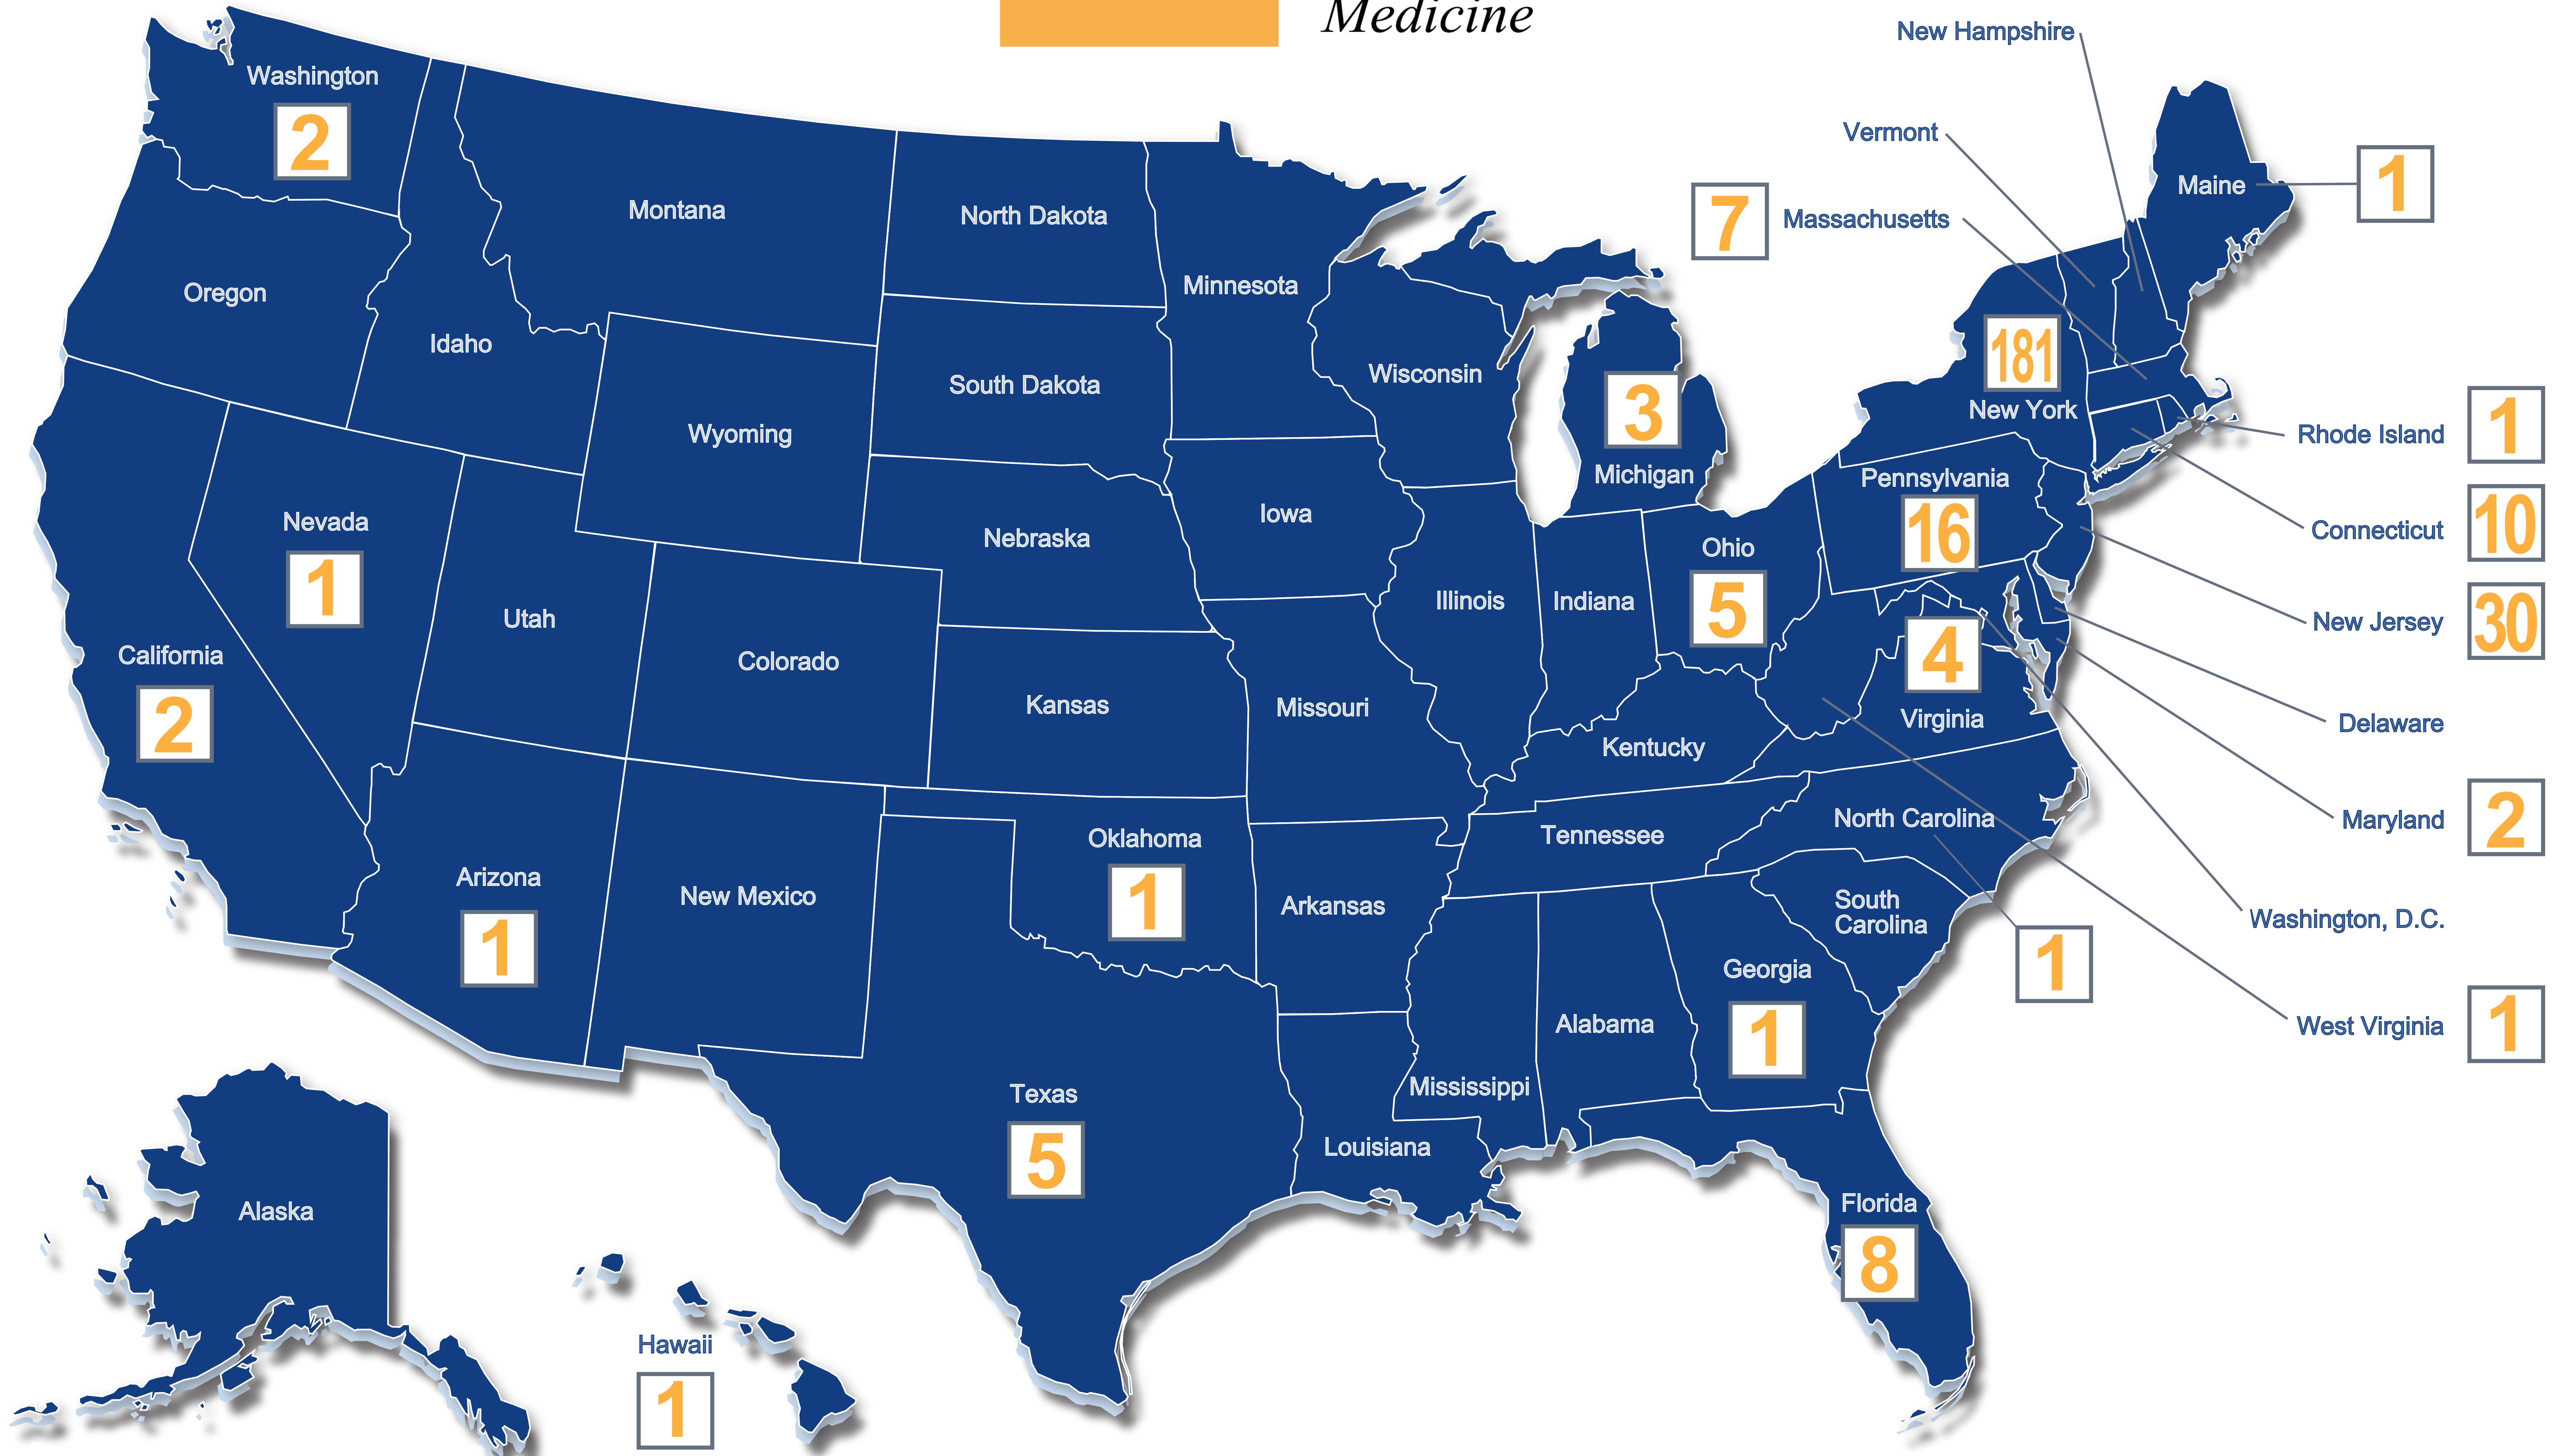 Medicine
New Hampshire
Washington
2
Vermont
Maine
1
Montana
North Dakota
7
Massachusetts
Minnesota
Oregon
Idaho
181
New York
Wisconsin
South Dakota
3
Michigan
Wyoming
Rhode Island
1
Pennsylvania
16
Nevada
1
Iowa
Nebraska
Ohio
5
Connecticut
10
Illinois
Indiana
Utah
New Jersey
30
California
2
Colorado
4
Virginia
Kansas
Missouri
Delaware
Kentucky
Oklahoma
1
Tennessee
North Carolina
1
Maryland
2
Arizona
1
New Mexico
Arkansas
South
Carolina
Washington, D.C.
Georgia
1
Alabama
West Virginia
1
Texas
5
Mississippi
Louisiana
Alaska
Florida
8
Hawaii
1